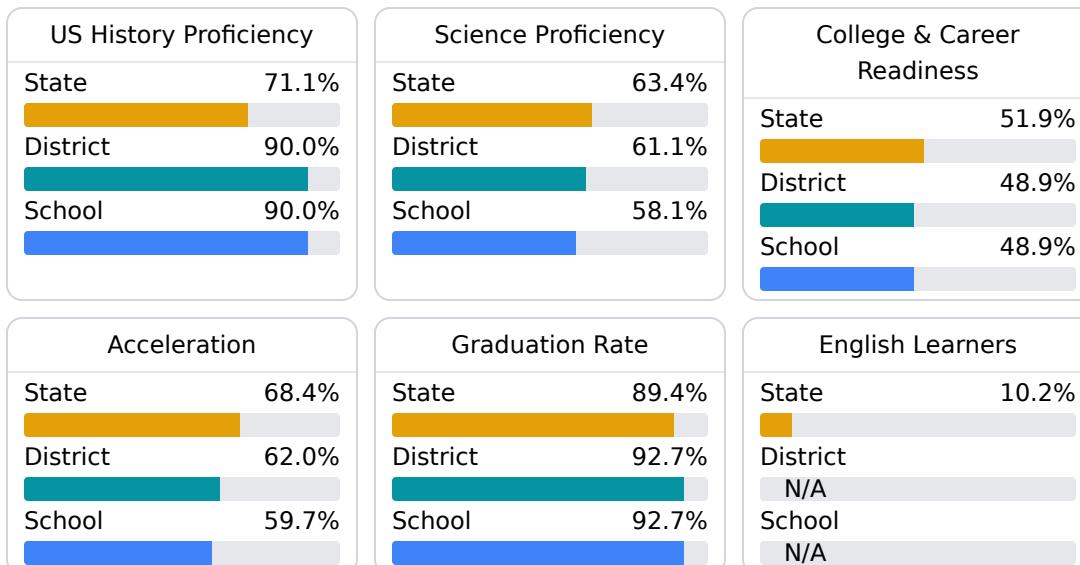 US History Proficiency
State 71.1%
District 90.0%
School 90.0%
Science Proficiency
State 63.4%
District 61.1%
School 58.1%
College & Career
Readiness
State 51.9%
District 48.9%
School 48.9%
Acceleration
State 68.4%
District 62.0%
School 59.7%
Graduation Rate
State 89.4%
District 92.7%
School 92.7%
English Learners
State 10.2%
District
N/A
School
N/A